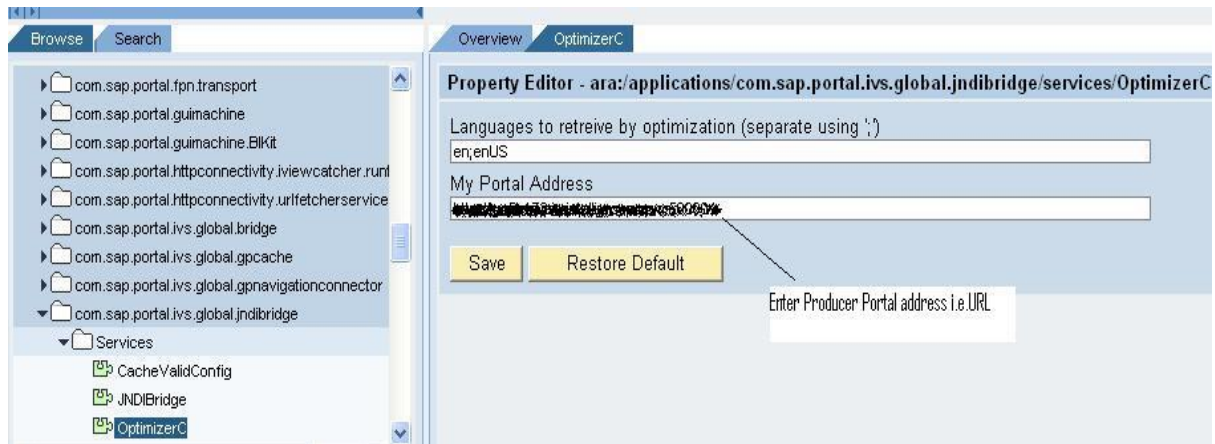 Browse
Search
com.sap.portal.fpn.transport
com.sap.portal.guimachine
com.sap.portal.guimachine.BIKit
com.sap.portal.httpconnectivity.iviewcatcher.runt
com.sap.portal.httpconnectivity.urlfetcherservice
com.sap.portal.ivs.global.bridge
com.sap.portal.ivs.global.gpcache
com.sap.portal.ivs.global.gpnavigationconnector
com.sap.portal.ivs.global.jndibridge
Services
CacheValidConfig
JNDIBridge
OptimizerC
Overview
OptimizerC
Property Editor - ara:/applications/com.sap.portal.ivs.global.jndibridge/services/OptimizerC
Languages to retreive by optimization (separate using ';')
en;enUS
My Portal Address
Save
Restore Default
Enter Producer Portal address i.e.URL